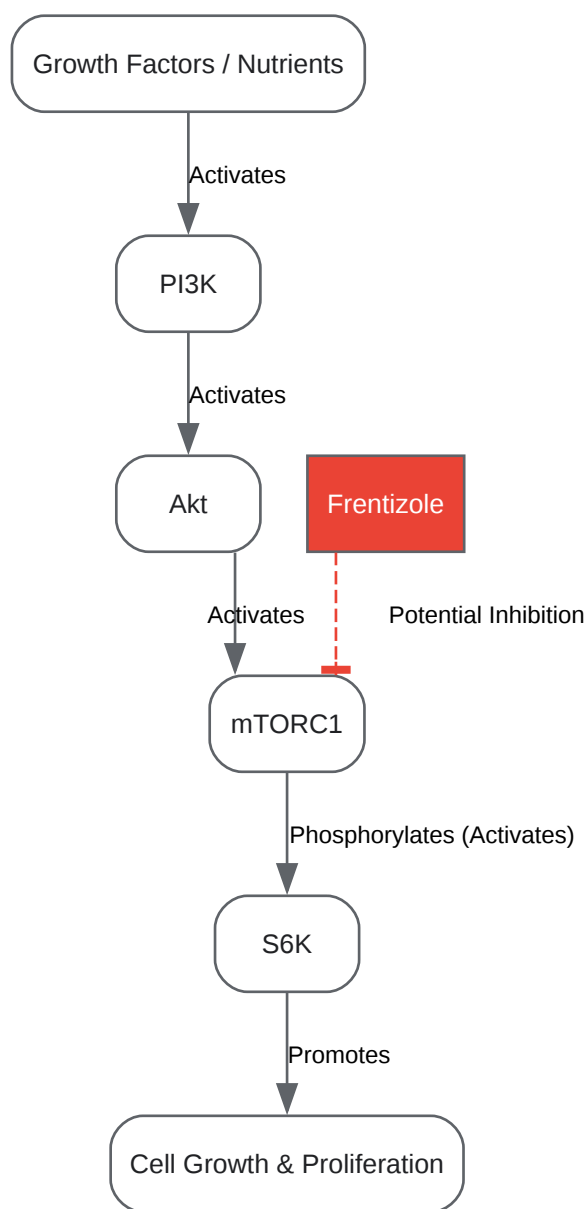 Growth Factors / Nutrients
Activates
PI3K
Activates
Akt
Frentizole
Activates
Potential Inhibition
mTORC1
Phosphorylates (Activates)
S6K
Promotes
Cell Growth & Proliferation